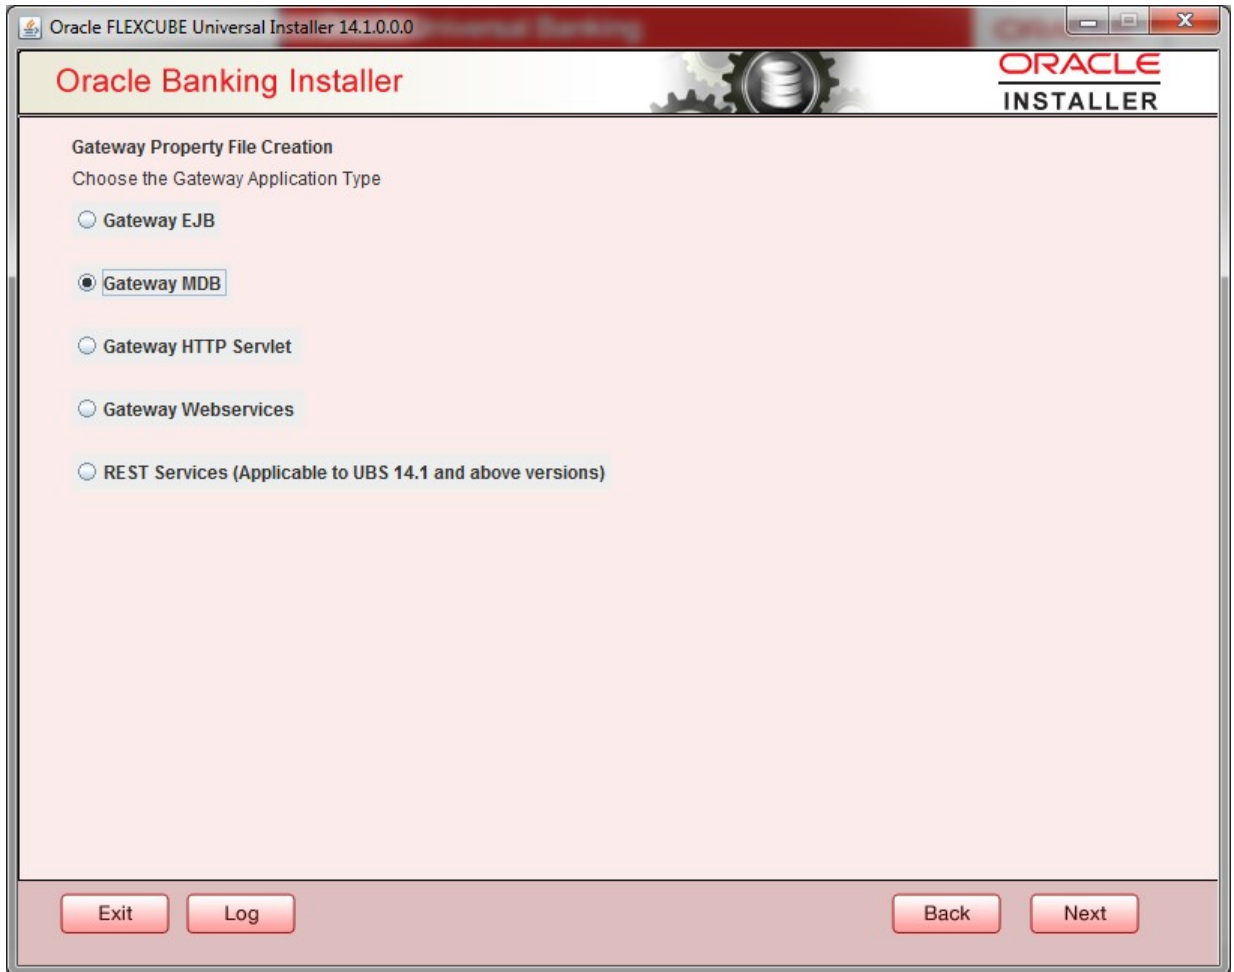 Oracle FLEXCUBE Universal Installer 14.1.0.0.0
Oracle Banking Installer
ORACLE
INSTALLER
Gateway Property File Creation
Choose the Gateway Application Type
Gateway EJB
Gateway MDB
Gateway HTTP Servlet
Gateway Webservices
REST Services (Applicable to UBS 14.1 and above versions)
Exit Log Back Next